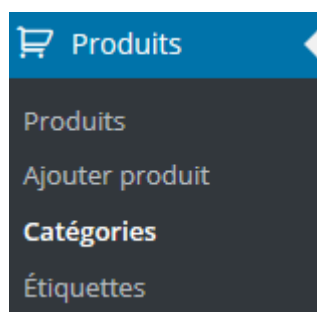 Produits
Produits
Ajouter produit
Catégories
Étiquettes